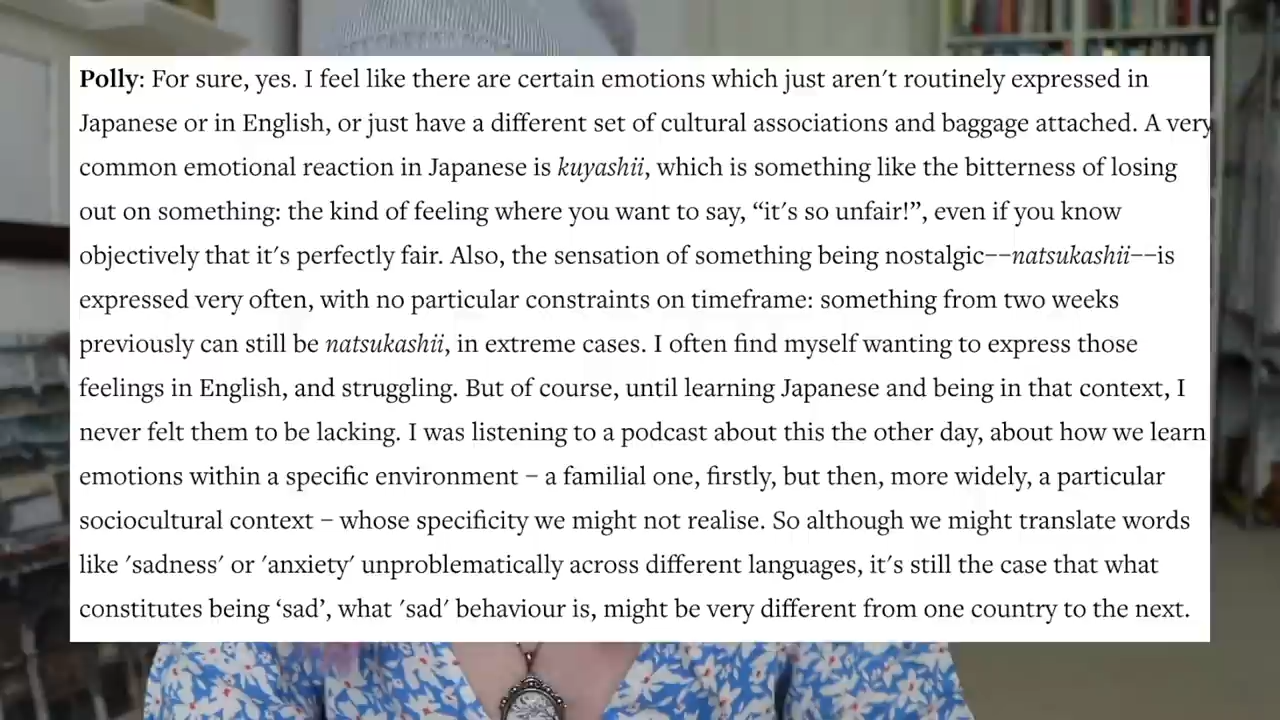 Polly: For sure, yes. I feel like there are certain emotions which just aren't routinely expressed in
Japanese or in English, or just have a different set of cultural associations and baggage attached. A very
common emotional reaction in Japanese is kuyashii, which is something like the bitterness of losing
out on something: the kind of feeling where you want to say, “it's so unfair!”, even if you know
objectively that it's perfectly fair. Also, the sensation of something being nostalgic––natsukashii––is
expressed very often, with no particular constraints on timeframe: something from two weeks
previously can still be natsukashii, in extreme cases. I often find myself wanting to express those
feelings in English, and struggling. But of course, until learning Japanese and being in that context, I
never felt them to be lacking. I was listening to a podcast about this the other day, about how we learn
emotions within a specific environment – a familial one, firstly, but then, more widely, a particular
sociocultural context – whose specificity we might not realise. So although we might translate words
like 'sadness' or 'anxiety' unproblematically across different languages, it's still the case that what
constitutes being ‘sad’, what 'sad' behaviour is, might be very different from one country to the next.